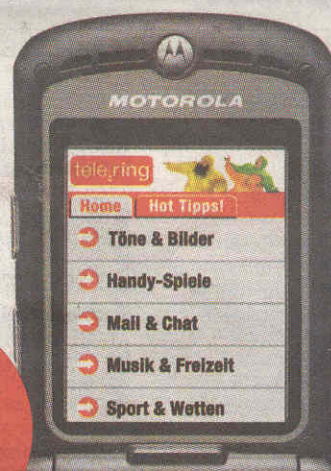 MOTOROLA
tele.ring
Home Hot Tipps!
Töne & Bilder
Handy-Spiele
Mail & Chat
Musik & Freizeit
Sport & Wetten